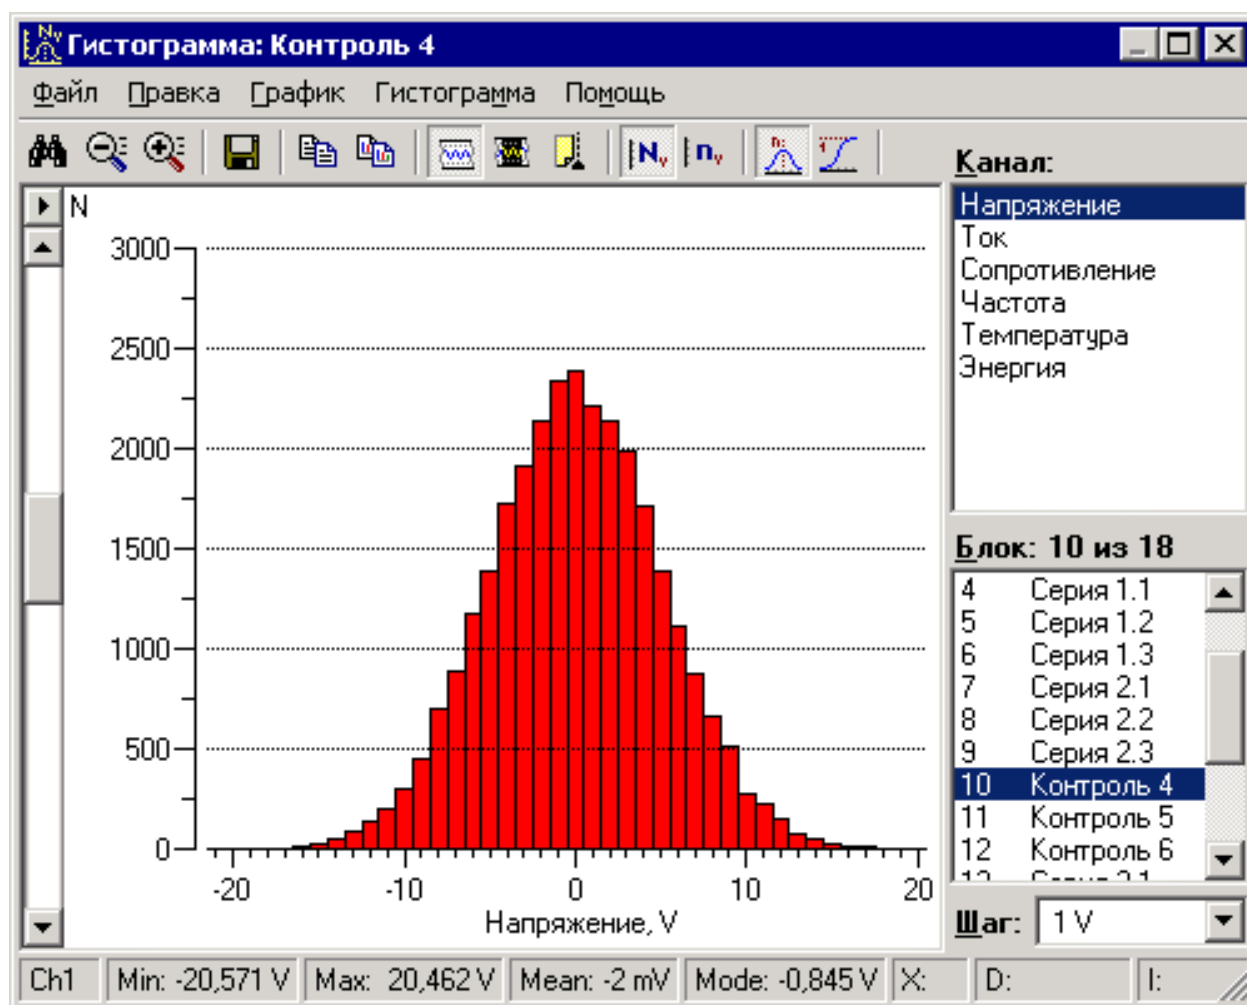 Гистограмма: Контроль 4
Файл Правка График Гистограмма Помощь
Канал:
Напряжение
Ток
Сопротивление
Частота
Температура
Энергия
N
3000
2500
2000
1500
1000
500
0
-20 -10 0 10 20
Напряжение, V
Блок: 10 из 18
4 Серия 1.1
5 Серия 1.2
6 Серия 1.3
7 Серия 2.1
8 Серия 2.2
9 Серия 2.3
10 Контроль 4
11 Контроль 5
12 Контроль 6
Шаг: 1 V
Ch1 Min: -20,571 V Max: 20,462 V Mean: -2 mV Mode: -0,845 V X: D: I: